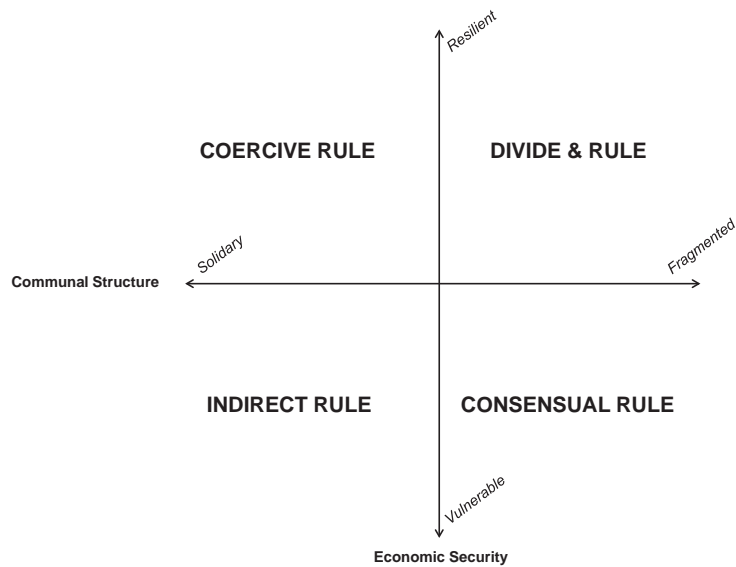 Resilient
COERCIVE RULE
DIVIDE & RULE
Solidary
Fragmented
Communal Structure
INDIRECT RULE
CONSENSUAL RULE
Vulnerable
Economic Security